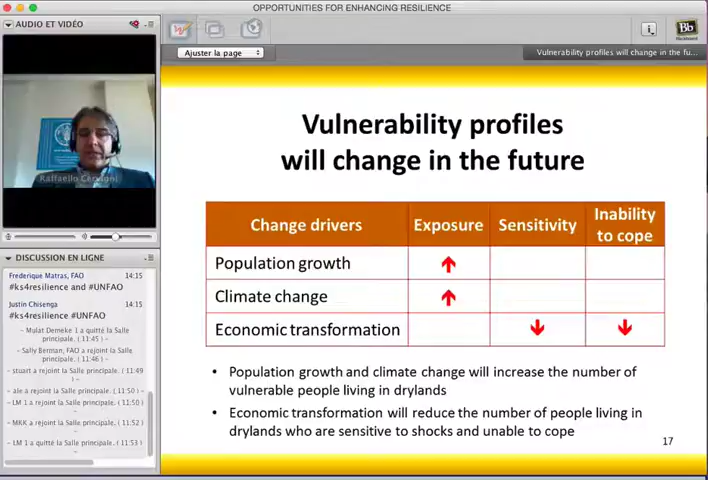 OPPORTUNITIES FOR ENHANCING RESILIENCE
AUDIO ET VIDÉO
Raffaello Cervigni
DISCUSSION EN LIGNE
Frederique Matras, FAO 14:15
#ks4resilience and #UNFAO
Justin Chisenga 14:15
#ks4resilience #UNFAO
- Mulat Demeke 1 a quitté la Salle
principale. (11:45) -
- Sally Berman, FAO a rejoint la Salle
principale. (11:46) -
- stuart a rejoint la Salle principale. (11:49
) -
- ale a rejoint la Salle principale. (11:50) -
- LM 1 a rejoint la Salle principale. (11:50)
-
- MKK a rejoint la Salle principale. (11:52)
-
- LM 1 a quitté la Salle principale. (11:53)
-
Ajuster la page
i
Bb
Blackboard
Vulnerability profiles will change in the fu...
Vulnerability profiles
will change in the future
Change drivers Exposure Sensitivity Inability to cope
Population growth
Climate change
Economic transformation
• Population growth and climate change will increase the number of
vulnerable people living in drylands
• Economic transformation will reduce the number of people living in
drylands who are sensitive to shocks and unable to cope
17